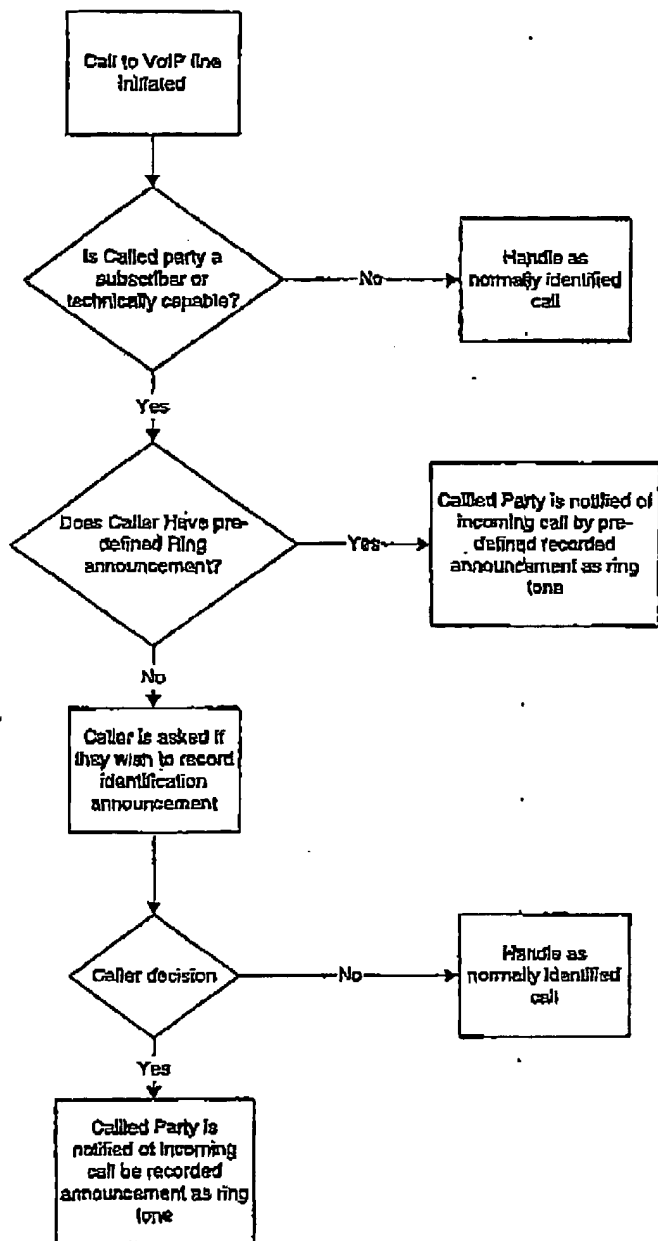 Call to VoIP line
initiated
Is Called party a
subscriber or
technically capable?
No
Handle as
normally identified
call
Yes
Does Caller Have pre-
defined Ring
announcement?
Yes
Called Party is notified of
incoming call by pre-
defined recorded
announcement as ring
tone
No
Caller is asked if
they wish to record
identification
announcement
Caller decision
No
Handle as
normally identified
call
Yes
Called Party is
notified of incoming
call be recorded
announcement as ring
tone